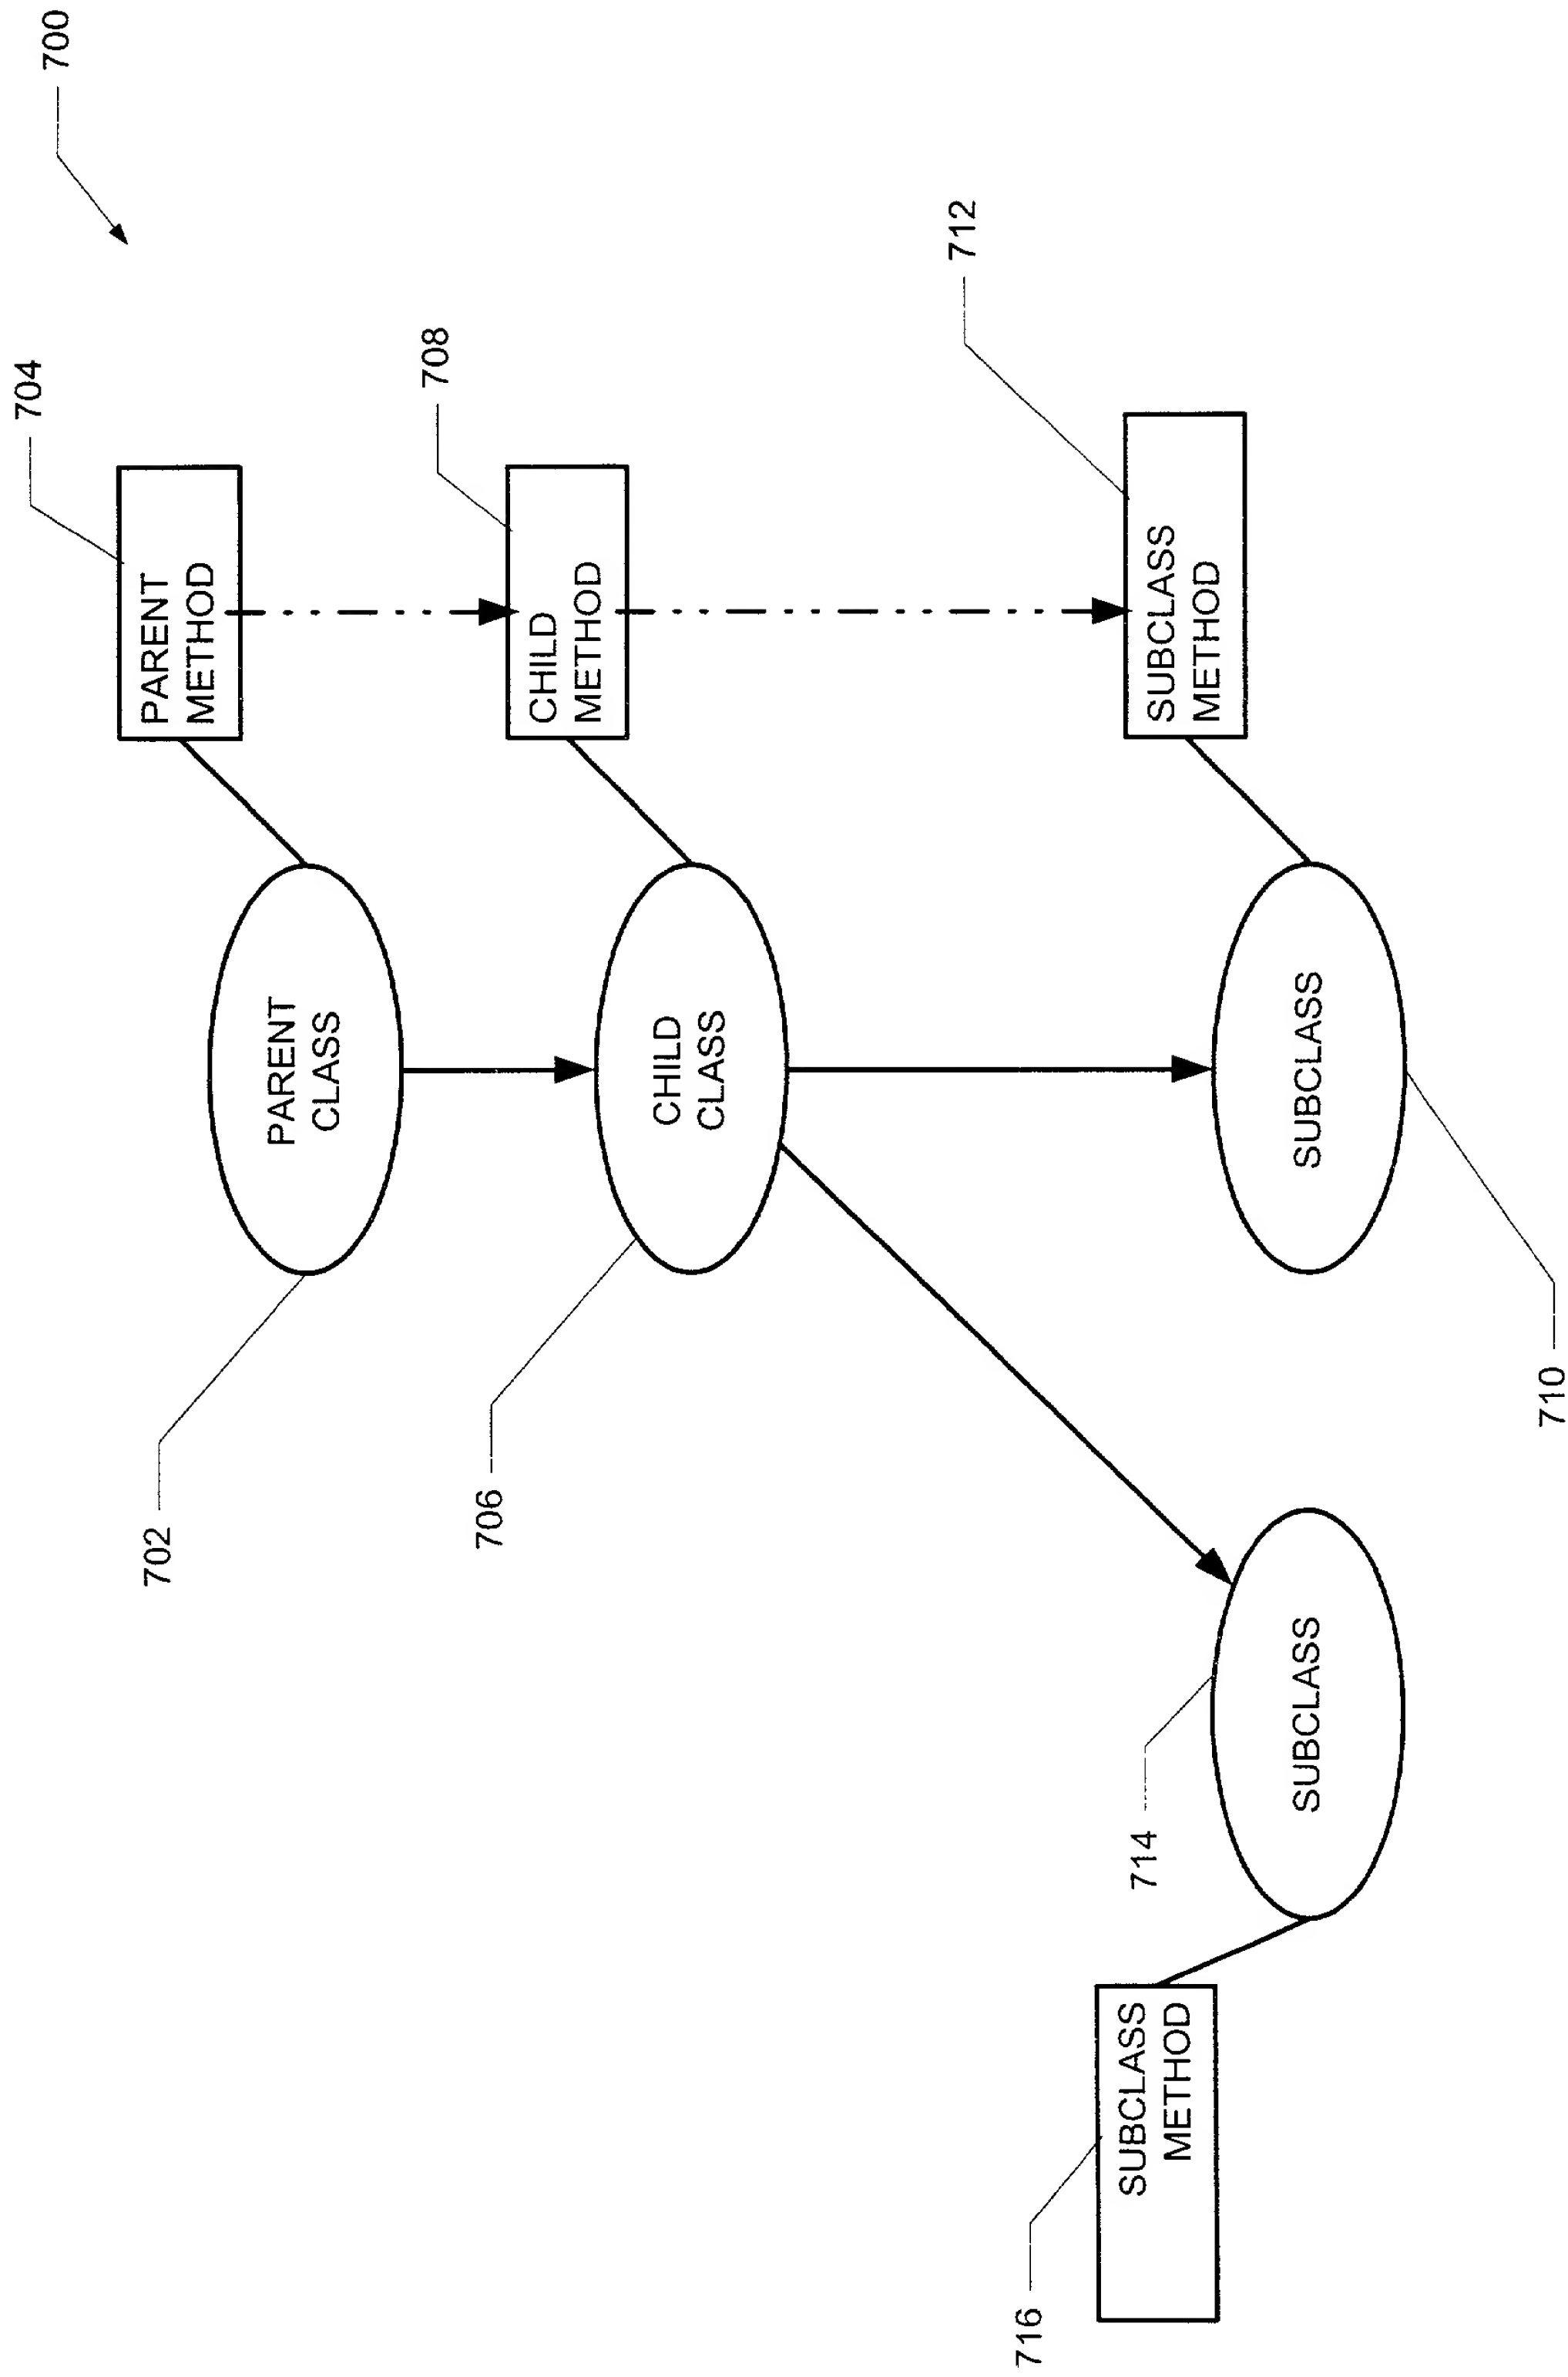 700
704
PARENT
METHOD
708
CHILD
METHOD
712
SUBCLASS
METHOD
PARENT
CLASS
702
CHILD
CLASS
706
SUBCLASS
710
SUBCLASS
714
SUBCLASS
METHOD
716